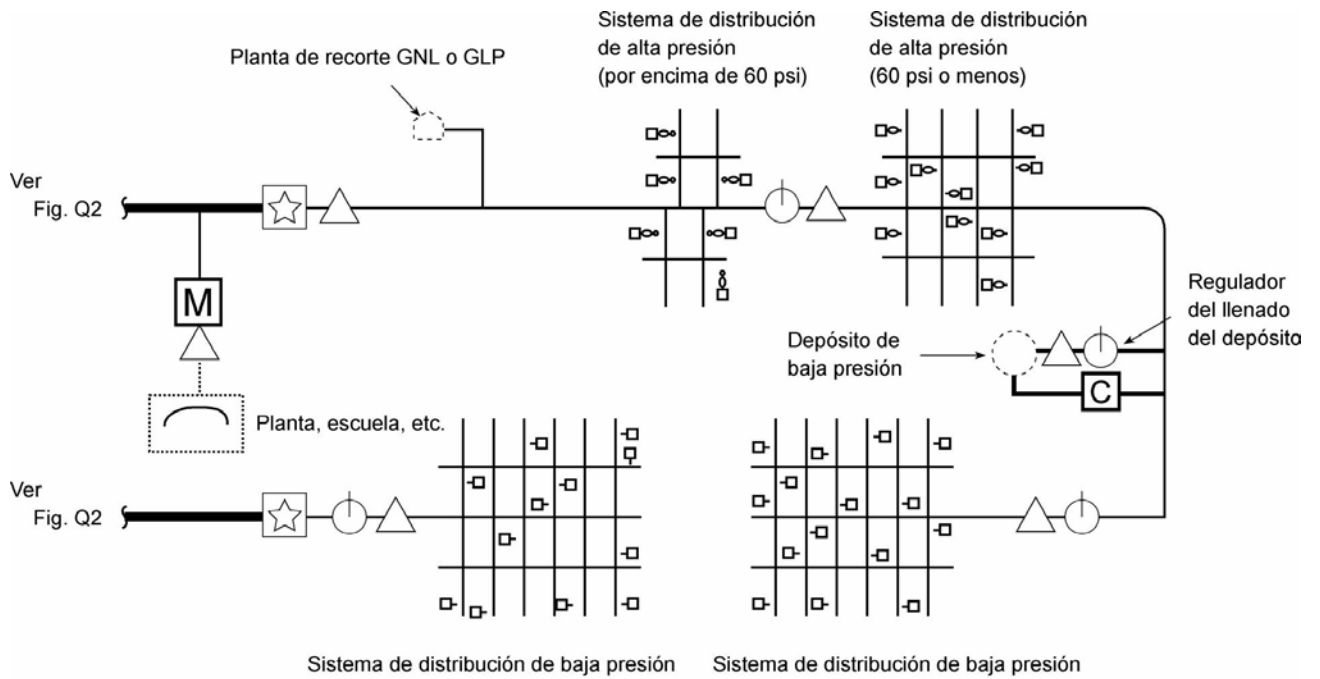 Sistema de distribución
de alta presión
(por encima de 60 psi)
Sistema de distribución
de alta presión
(60 psi o menos)
Planta de recorte GNL o GLP
Ver
Fig. Q2
M
Regulador
del llenado
del depósito
Depósito de
baja presión
C
Planta, escuela, etc.
Ver
Fig. Q2
Sistema de distribución de baja presión
Sistema de distribución de baja presión